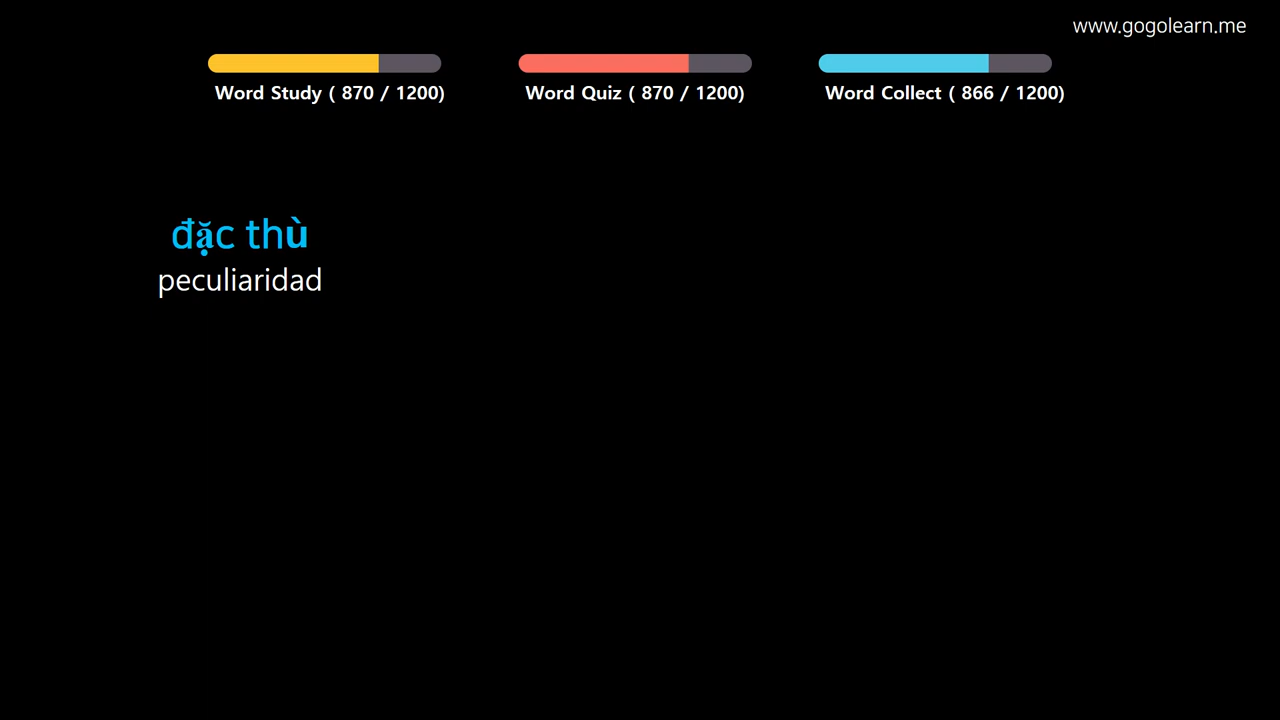 www.gogolearn.me
Word Study ( 870 / 1200)
Word Quiz ( 870 / 1200)
Word Collect ( 866 / 1200)
đặc thù
peculiaridad